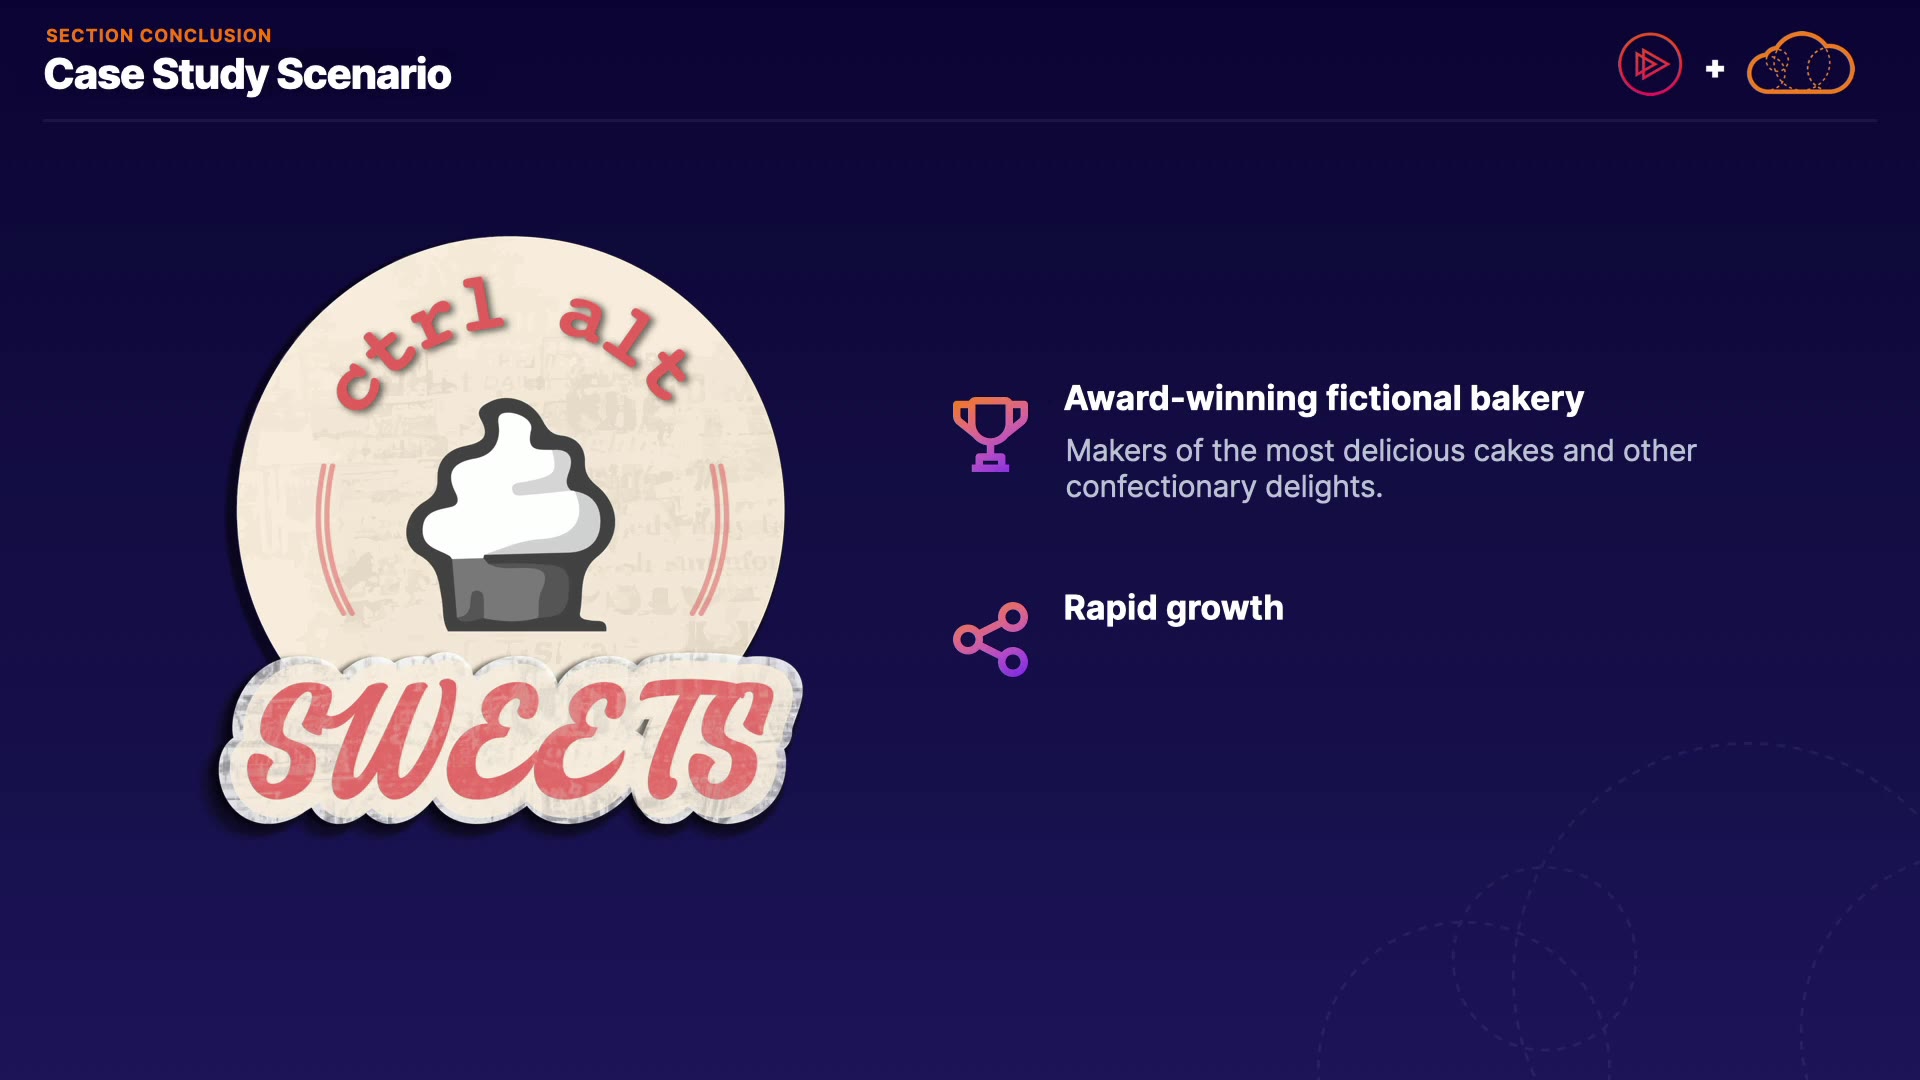 SECTION CONCLUSION
Case Study Scenario
ctrl alt
SWEETS
Award-winning fictional bakery
Makers of the most delicious cakes and other
confectionary delights.
Rapid growth